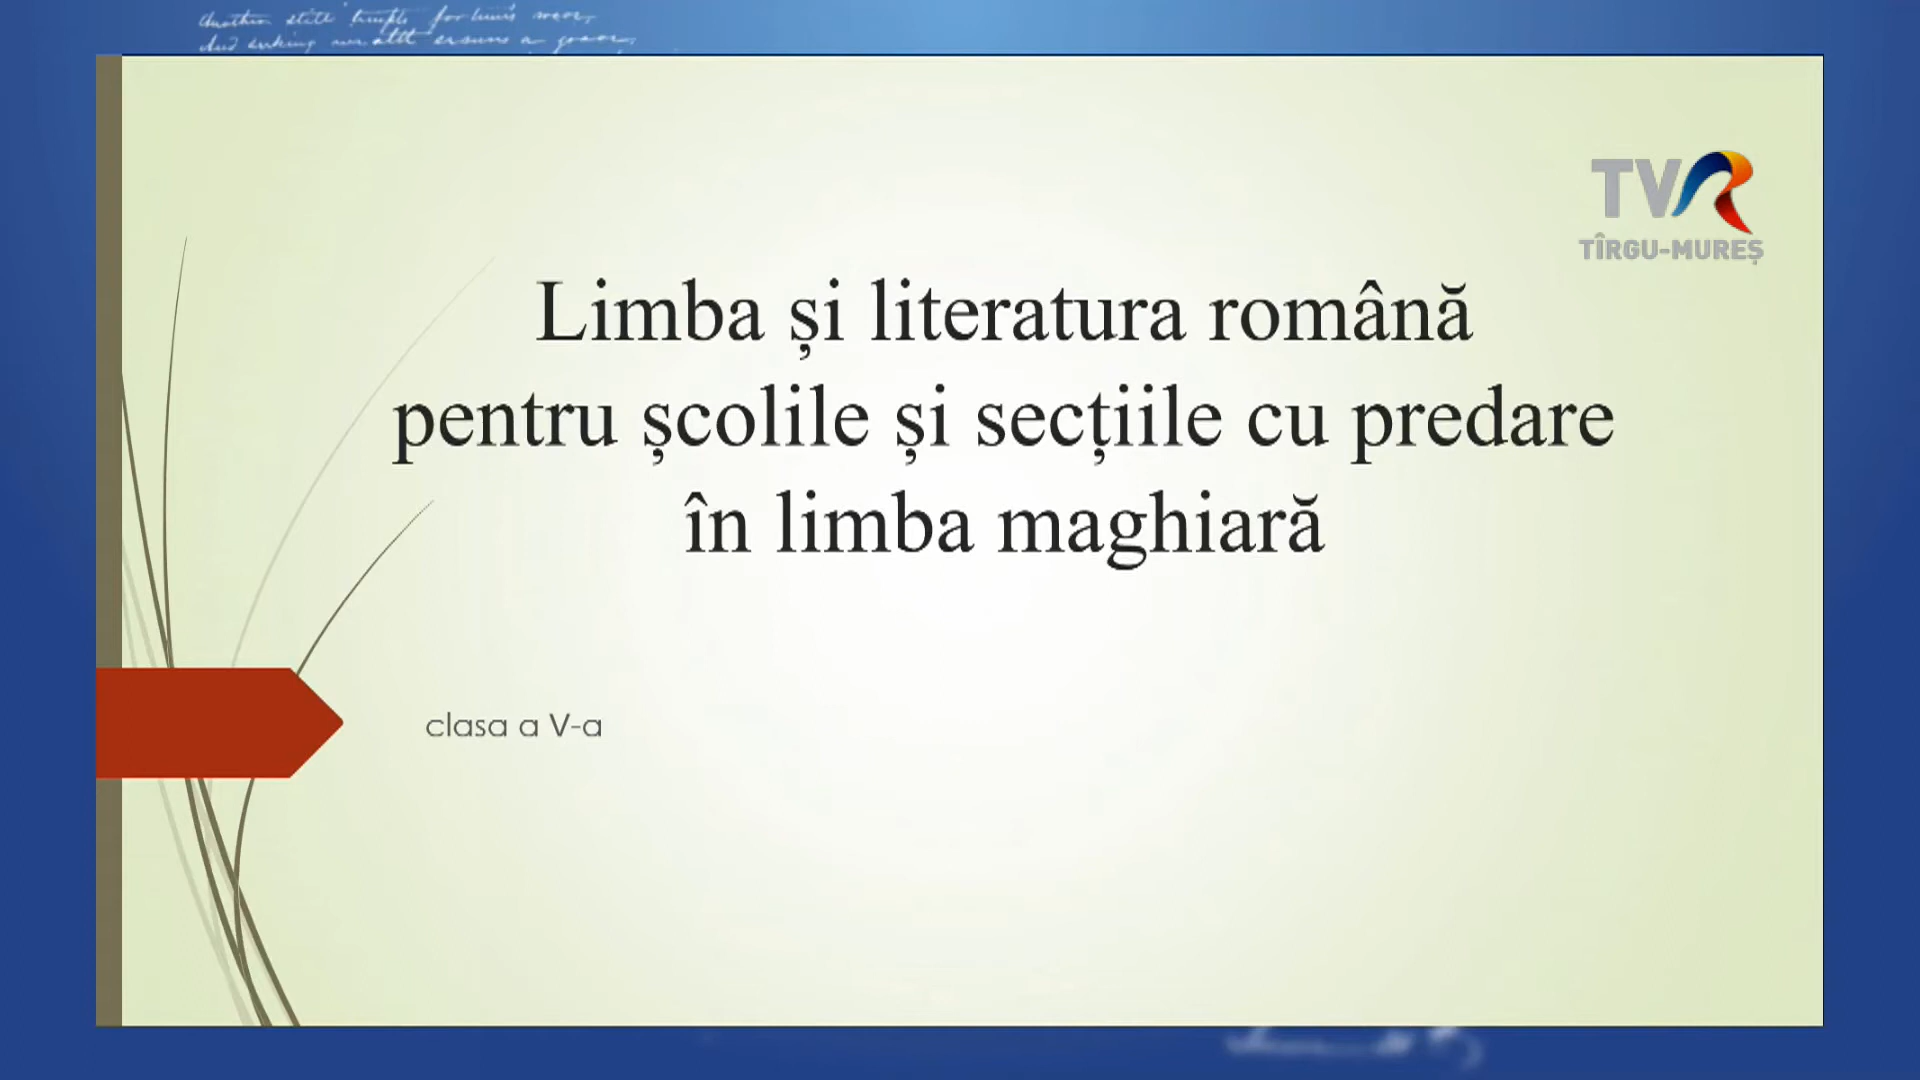 TVR
TÎRGU-MUREȘ
Limba și literatura română
pentru școlile și secțiile cu predare
în limba maghiară
clasa a V-a